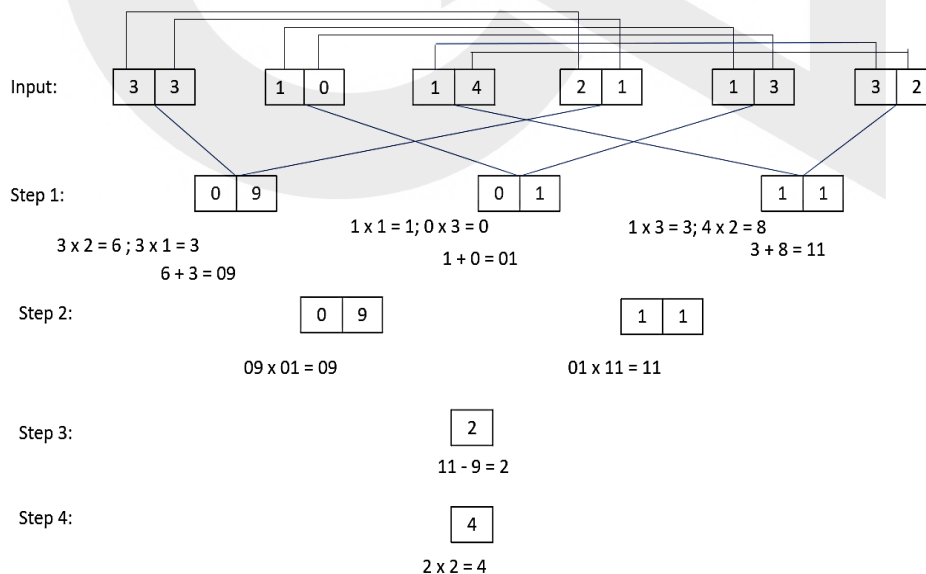 Input: 3 3 1 0 1 4 2 1 1 3 3 2
Step 1: 0 9 0 1 1 1
3 x 2 = 6 ; 3 x 1 = 3 1 x 1 = 1; 0 x 3 = 0 1 x 3 = 3; 4 x 2 = 8
6 + 3 = 09 1 + 0 = 01 3 + 8 = 11
Step 2: 0 9 1 1
09 x 01 = 09 01 x 11 = 11
Step 3: 2
11 - 9 = 2
Step 4: 4
2 x 2 = 4